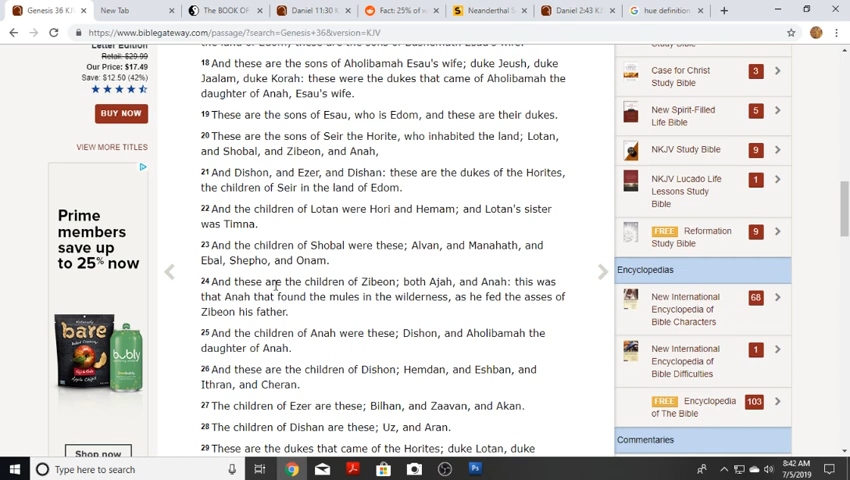 Genesis 36 KJV
New Tab
The BOOK OF
Daniel 11:30 K
Fact: 25% of w
Neanderthal S
Daniel 2:43 KJ
hue definition
https://www.biblegateway.com/passage/?search=Genesis+36&version=KJV
Letter Edition
Retail: $29.99
Our Price: $17.49
Save: $12.50 (42%)
BUY NOW
VIEW MORE TITLES
Prime
members
save up
to 25% now
bare
bubly
Shop now
18 And these are the sons of Aholibamah Esau's wife; duke Jeush, duke
Jaalam, duke Korah: these were the dukes that came of Aholibamah the
daughter of Anah, Esau's wife.
19 These are the sons of Esau, who is Edom, and these are their dukes.
20 These are the sons of Seir the Horite, who inhabited the land; Lotan,
and Shobal, and Zibeon, and Anah,
21 And Dishon, and Ezer, and Dishan: these are the dukes of the Horites,
the children of Seir in the land of Edom.
22 And the children of Lotan were Hori and Hemam; and Lotan's sister
was Timna.
23 And the children of Shobal were these; Alvan, and Manahath, and
Ebal, Shepho, and Onam.
24 And these are the children of Zibeon; both Ajah, and Anah: this was
that Anah that found the mules in the wilderness, as he fed the asses of
Zibeon his father.
25 And the children of Anah were these; Dishon, and Aholibamah the
daughter of Anah.
26 And these are the children of Dishon; Hemdan, and Eshban, and
Ithran, and Cheran.
27 The children of Ezer are these; Bilhan, and Zaavan, and Akan.
28 The children of Dishan are these; Uz, and Aran.
29 These are the dukes that came of the Horites; duke Lotan, duke
Study Bible
Case for Christ
Study Bible
3
New Spirit-Filled
Life Bible
5
NKJV Study Bible
9
NKJV Lucado Life
Lessons Study
Bible
1
FREE Reformation
Study Bible
9
Encyclopedias
New International
Encyclopedia of
Bible Characters
68
New International
Encyclopedia of
Bible Difficulties
1
FREE Encyclopedia
of The Bible
103
Commentaries
Type here to search
8:42 AM
7/5/2019